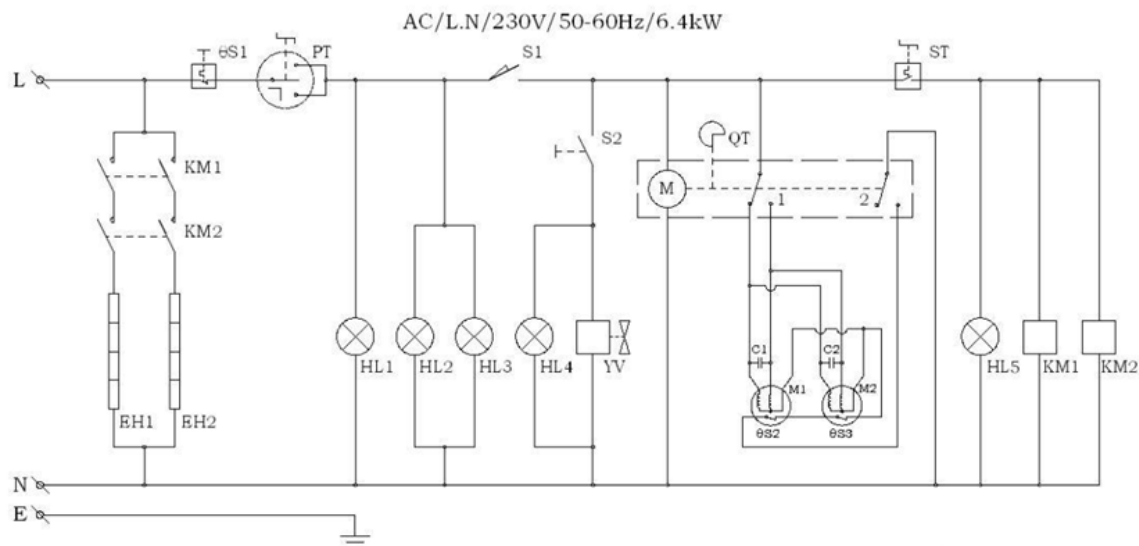 AC/L.N/230V/50-60Hz/6.4kW
θS1
PT
S1
ST
L
S2
QT
KM1
M
1
2
KM2
C1
C2
HL1
HL2
HL3
HL4
YV
HL5
KM1
KM2
M1
M2
EH1
EH2
θS2
θS3
N
E